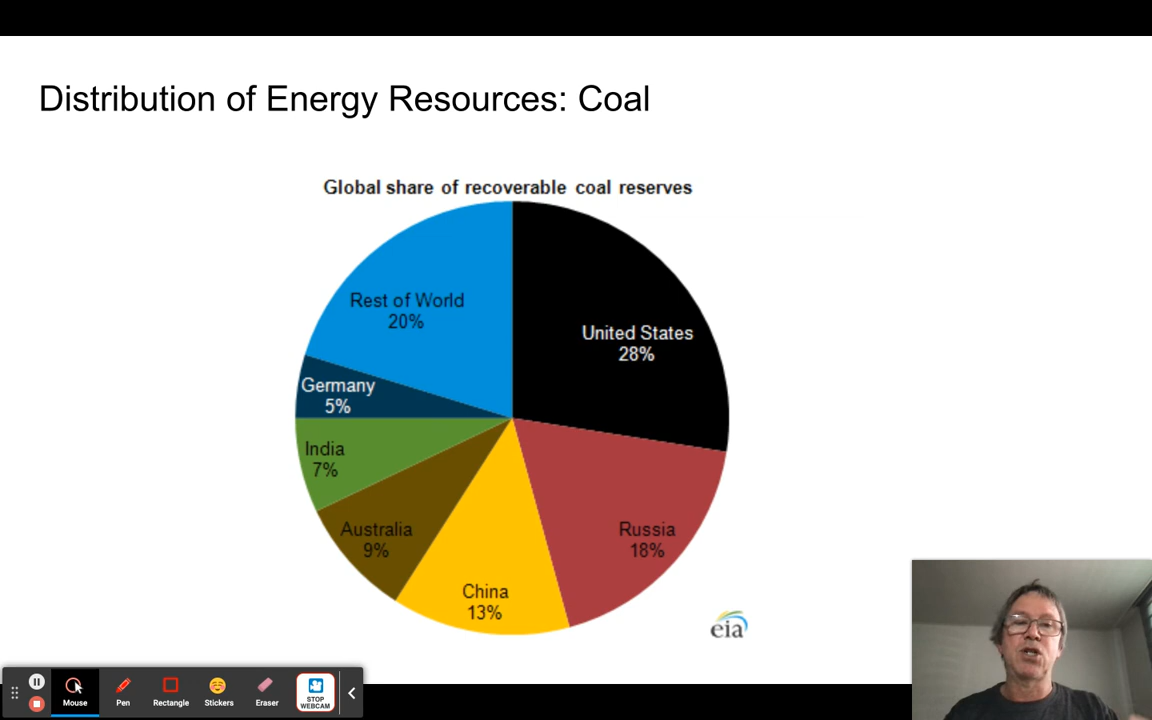 Distribution of Energy Resources: Coal
Global share of recoverable coal reserves
Rest of World
20%
United States
28%
Germany
5%
India
7%
Australia
9%
Russia
18%
China
13%
eia
Mouse
Pen
Rectangle
Stickers
Eraser
STOP
WEBCAM